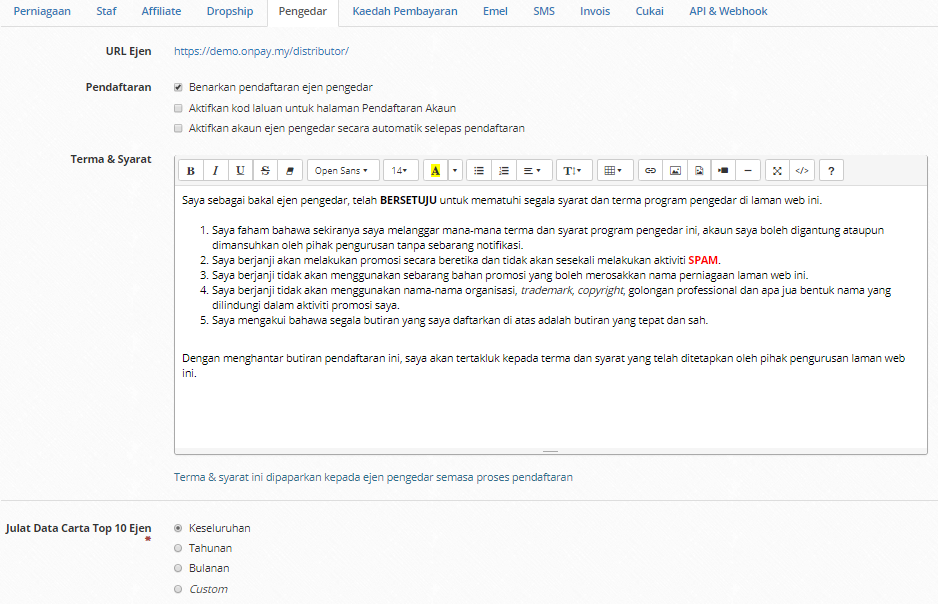 Perniagaan Staf Affiliate Dropship Pengedar Kaedah Pembayaran Emel SMS Invois Cukai API & Webhook
URL Ejen https://demo.onpay.my/distributor/
Pendaftaran Benarkan pendaftaran ejen pengedar
Aktifkan kod laluan untuk halaman Pendaftaran Akaun
Aktifkan akaun ejen pengedar secara automatik selepas pendaftaran
Terma & Syarat
B I U S Open Sans 14 A T </> ?
Saya sebagai bakal ejen pengedar, telah BERSETUJU untuk mematuhi segala syarat dan terma program pengedar di laman web ini.
1. Saya faham bahawa sekiranya saya melanggar mana-mana terma dan syarat program pengedar ini, akaun saya boleh digantung ataupun
dimansuhkan oleh pihak pengurusan tanpa sebarang notifikasi.
2. Saya berjanji akan melakukan promosi secara beretika dan tidak akan sesekali melakukan aktiviti SPAM.
3. Saya berjanji tidak akan menggunakan sebarang bahan promosi yang boleh merosakkan nama perniagaan laman web ini.
4. Saya berjanji tidak akan menggunakan nama-nama organisasi, trademark, copyright, golongan professional dan apa jua bentuk nama yang
dilindungi dalam aktiviti promosi saya.
5. Saya mengakui bahawa segala butiran yang saya daftarkan di atas adalah butiran yang tepat dan sah.
Dengan menghantar butiran pendaftaran ini, saya akan tertakluk kepada terma dan syarat yang telah ditetapkan oleh pihak pengurusan laman web
ini.
Terma & syarat ini dipaparkan kepada ejen pengedar semasa proses pendaftaran
Julat Data Carta Top 10 Ejen * Keseluruhan
Tahunan
Bulanan
Custom